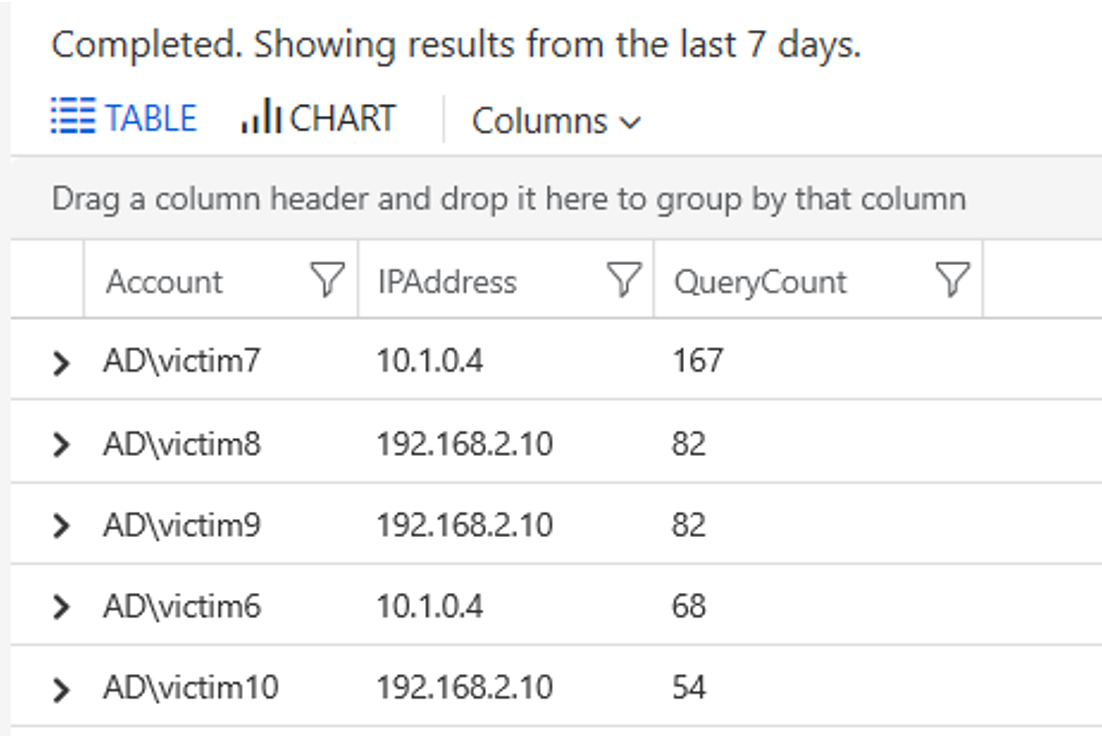 Completed. Showing results from the last 7 days.
TABLE CHART Columns
Drag a column header and drop it here to group by that column
Account IPAddress QueryCount
AD\victim7 10.1.0.4 167
AD\victim8 192.168.2.10 82
AD\victim9 192.168.2.10 82
AD\victim6 10.1.0.4 68
AD\victim10 192.168.2.10 54